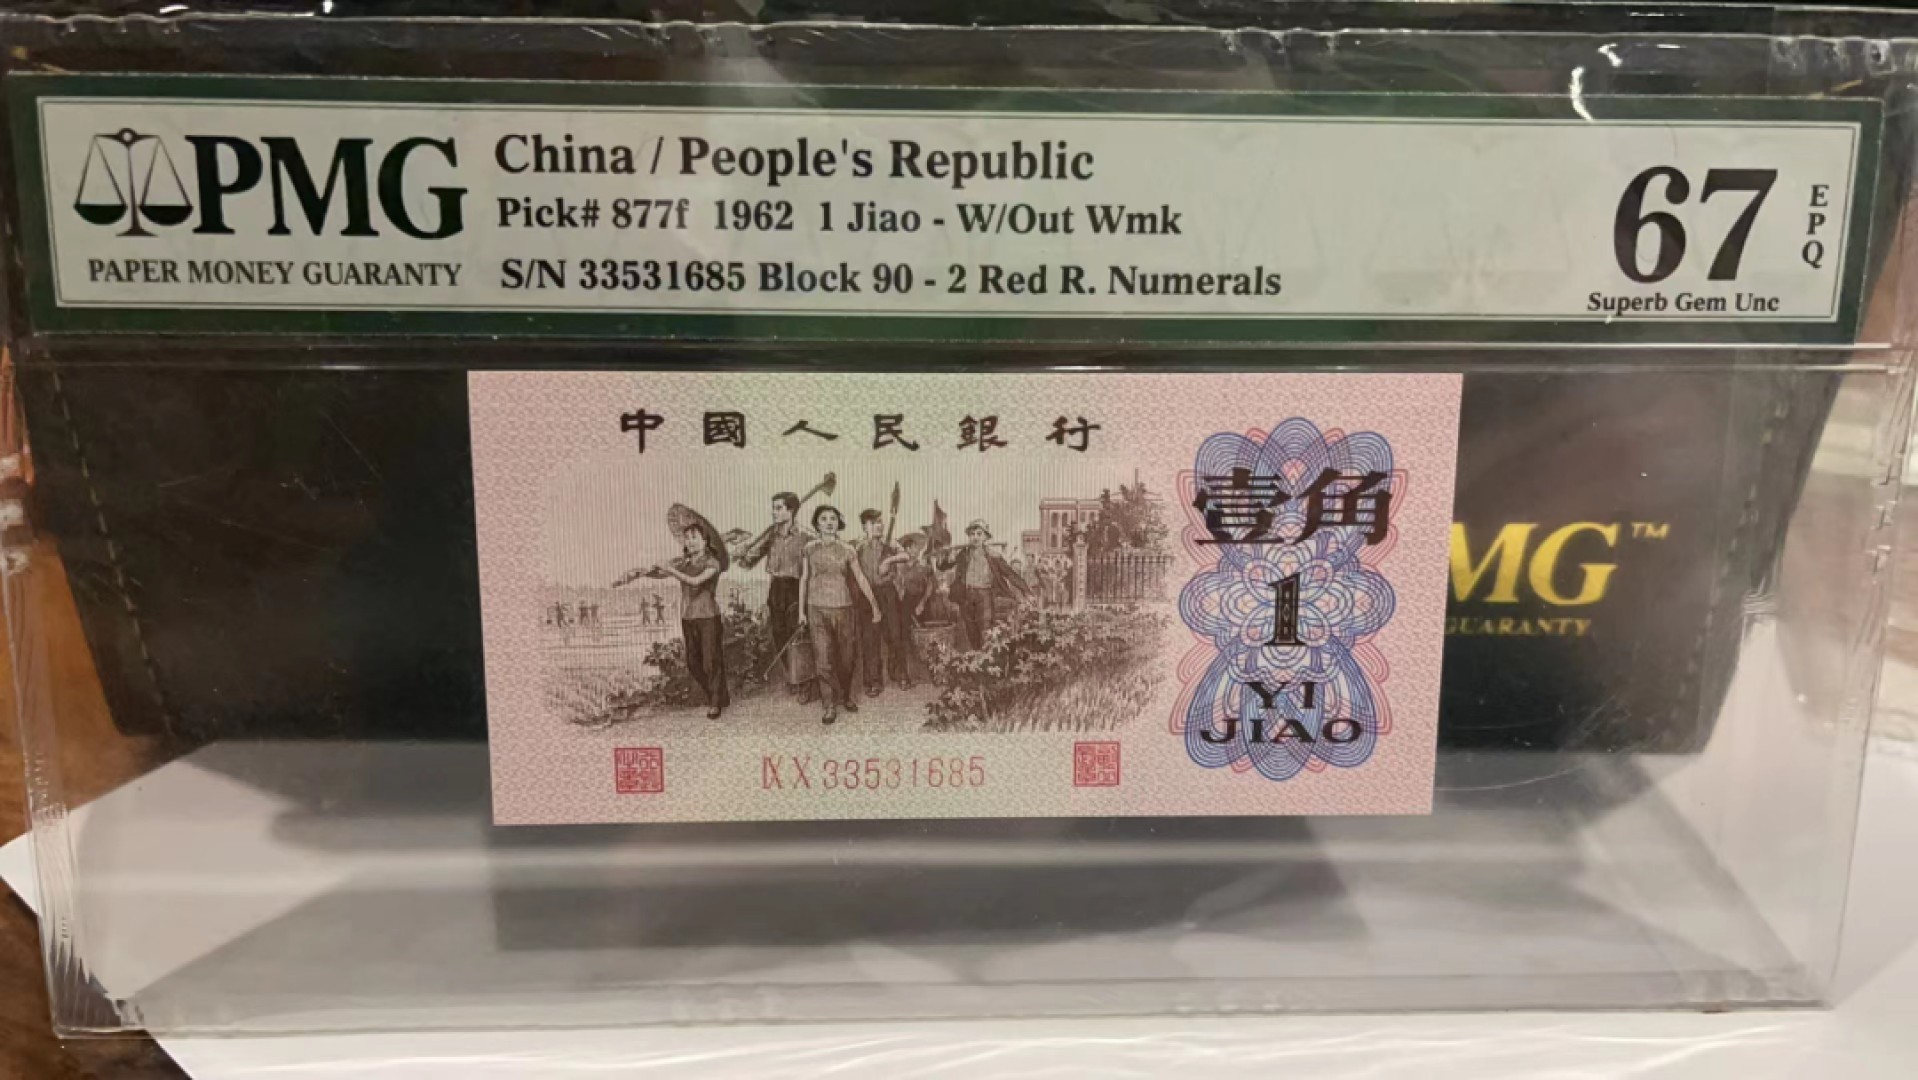 PMG
PAPER MONEY GUARANTY
China / People's Republic
Pick# 877f 1962 1 Jiao - W/Out Wmk
S/N 33531685 Block 90 - 2 Red R. Numerals
67
EPQ
Superb Gem Unc
中國人民銀行
壹角
1
YI
JIAO
IX X 33531685
MG™
GUARANTY